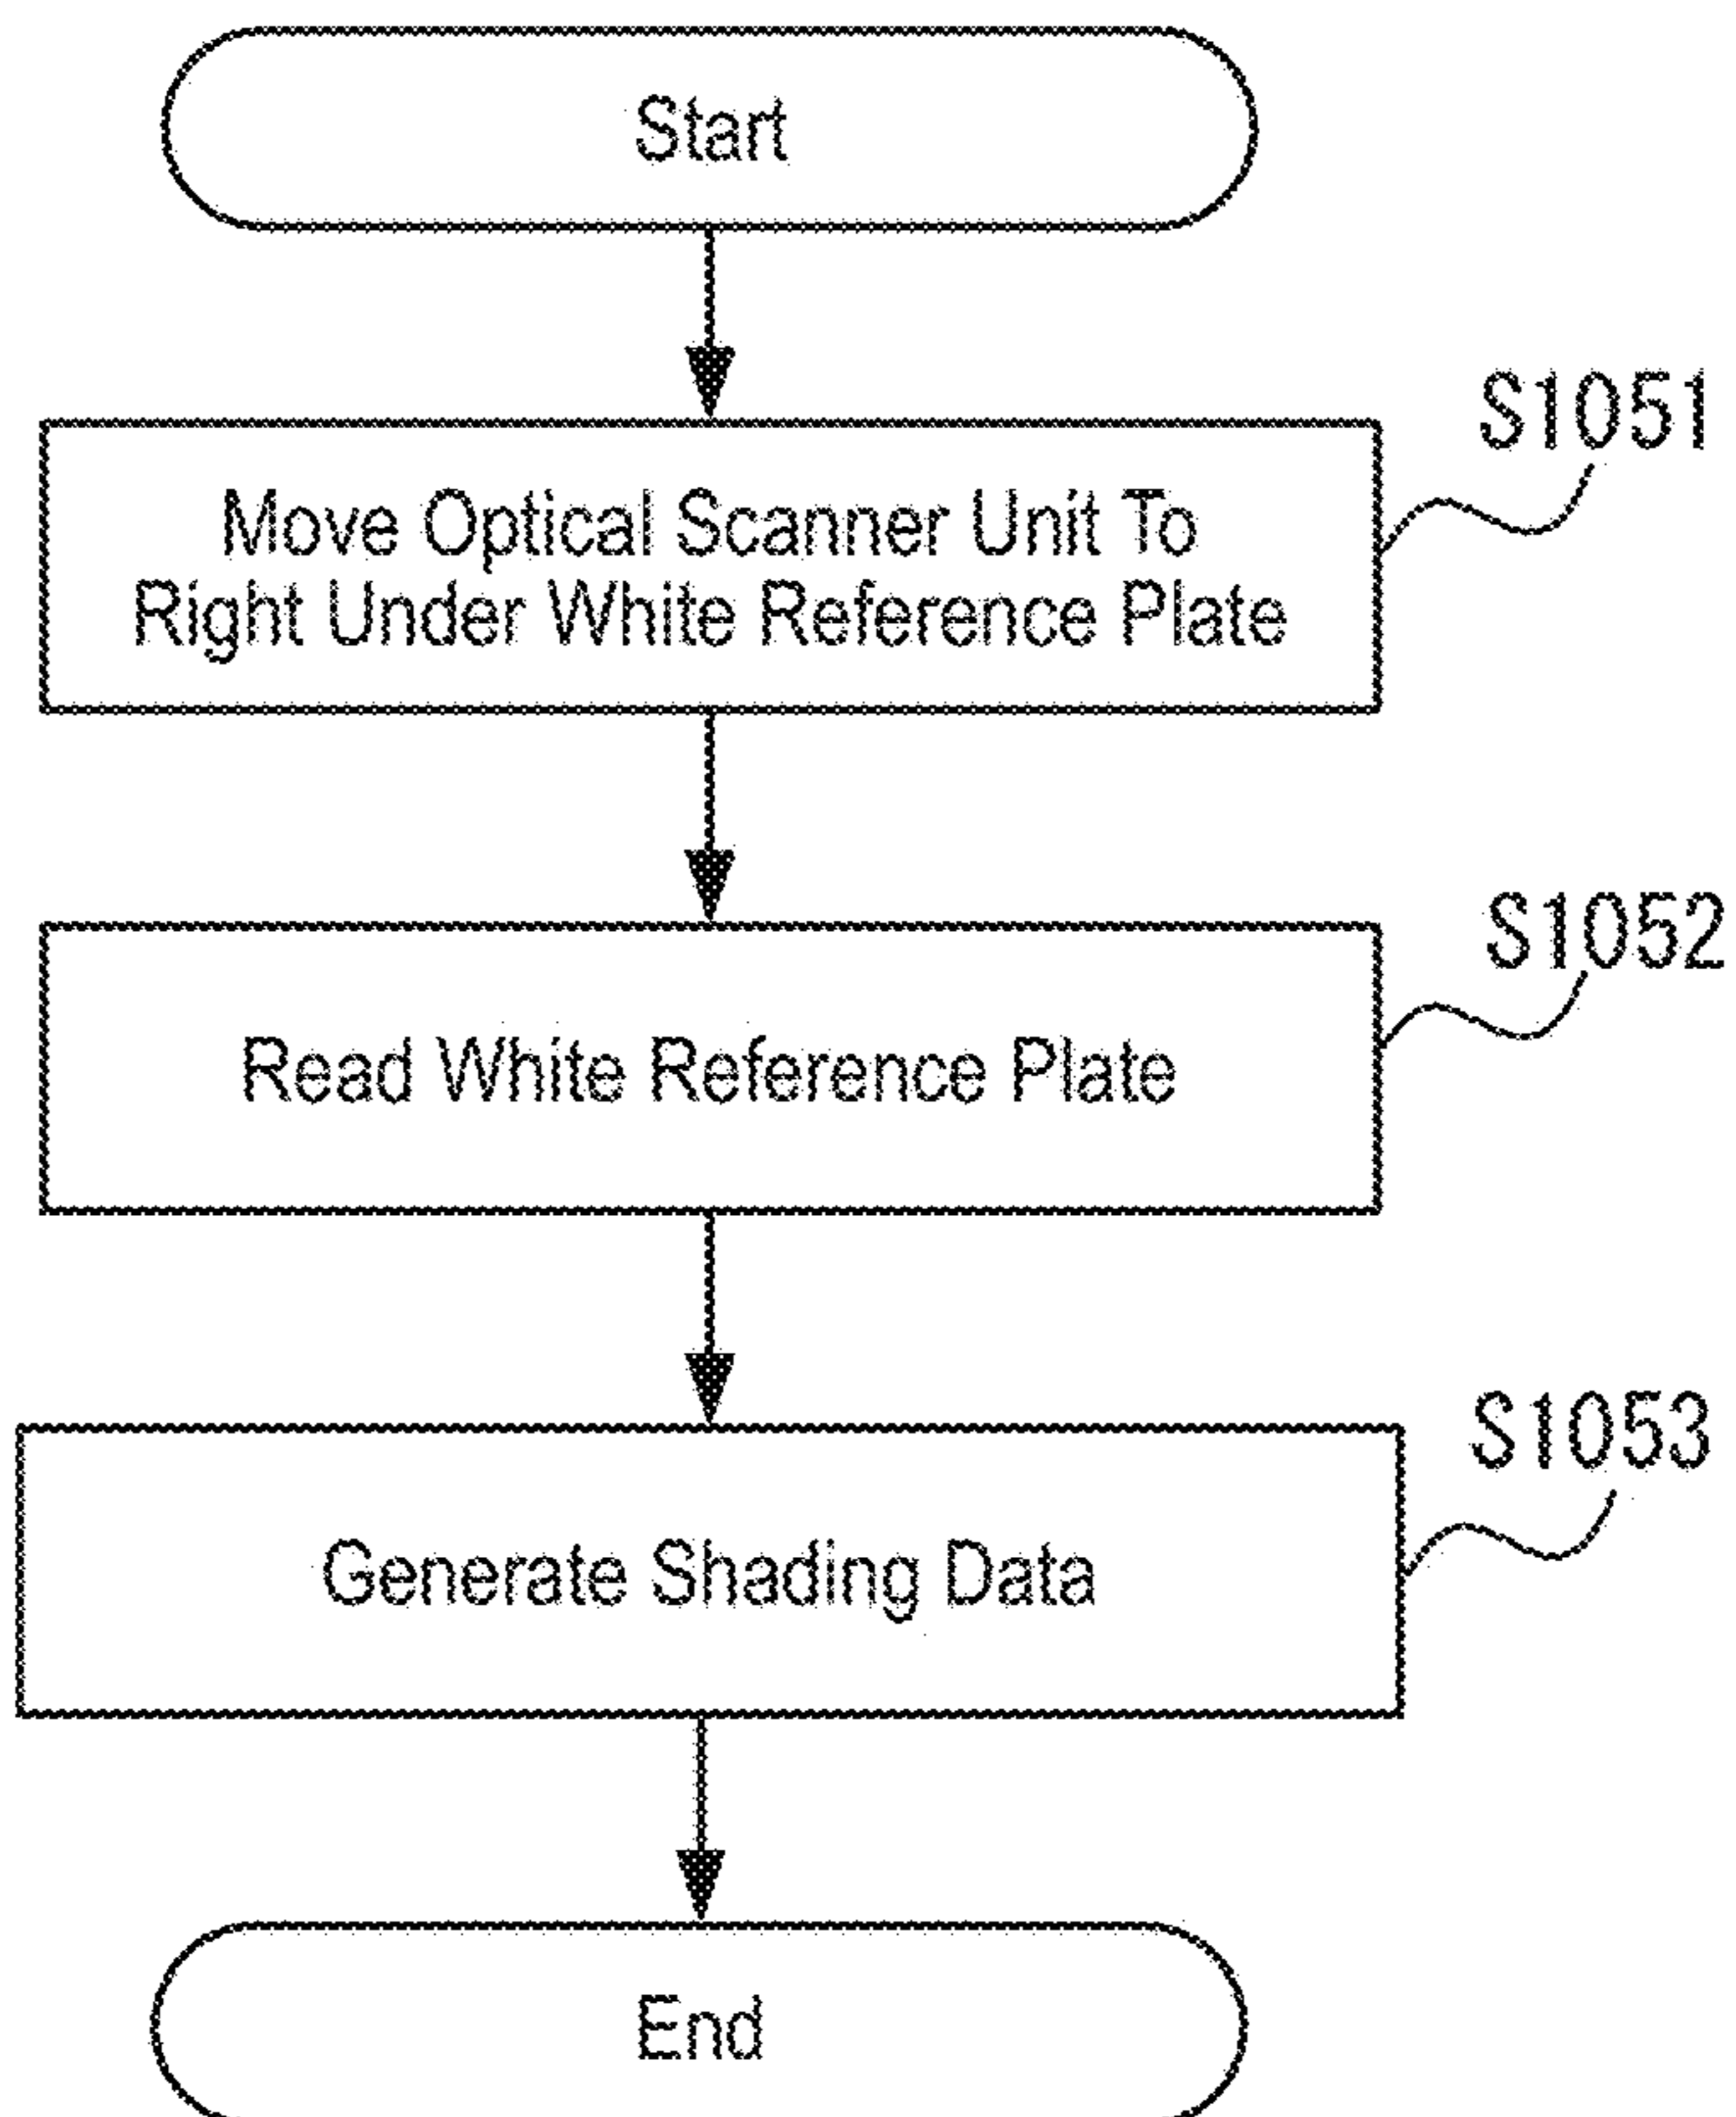 Start
S1051
Move Optical Scanner Unit To
Right Under White Reference Plate
S1052
Read White Reference Plate
S1053
Generate Shading Data
End